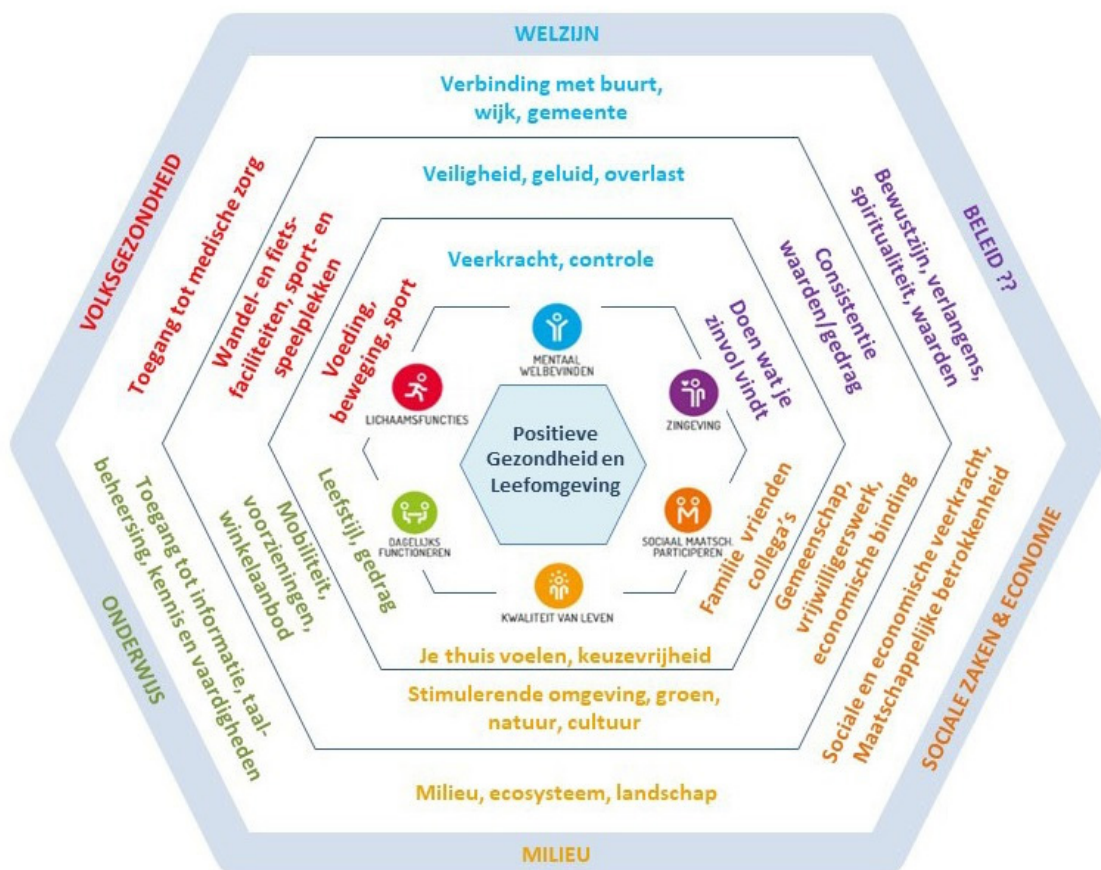 WELZIJN
Verbinding met buurt,
wijk, gemeente
Veiligheid, geluid, overlast
Veerkracht, controle
MENTAAL
WELBEVINDEN
VOLKSGEZONDHEID
Toegang tot medische zorg
Wandel- en fiets-
faciliteiten, sport- en
speelplekken
Voeding,
beweging, sport
LICHAAMSFUNCTIES
BELEID ??
Bewustzijn, verlangens,
spiritualiteit, waarden
Consistentie
waarden/gedrag
Doen wat je
zinvol vindt
ZINGEVING
Positieve
Gezondheid en
Leefomgeving
ONDERWIJS
Toegang tot informatie, taal-
beheersing, kennis en vaardigheden
Mobiliteit,
voorzieningen,
winkelaanbod
Leefstijl, gedrag
DAGELIJKS
FUNCTIONEREN
SOCIAAL MAATSCH.
PARTICIPEREN
Familie vrienden
collega’s
Gemeenschap,
vrijwilligerswerk,
economische binding
Sociale en economische veerkracht,
Maatschappelijke betrokkenheid
SOCIALE ZAKEN & ECONOMIE
KWALITEIT VAN LEVEN
Je thuis voelen, keuzevrijheid
Stimulerende omgeving, groen,
natuur, cultuur
Milieu, ecosysteem, landschap
MILIEU